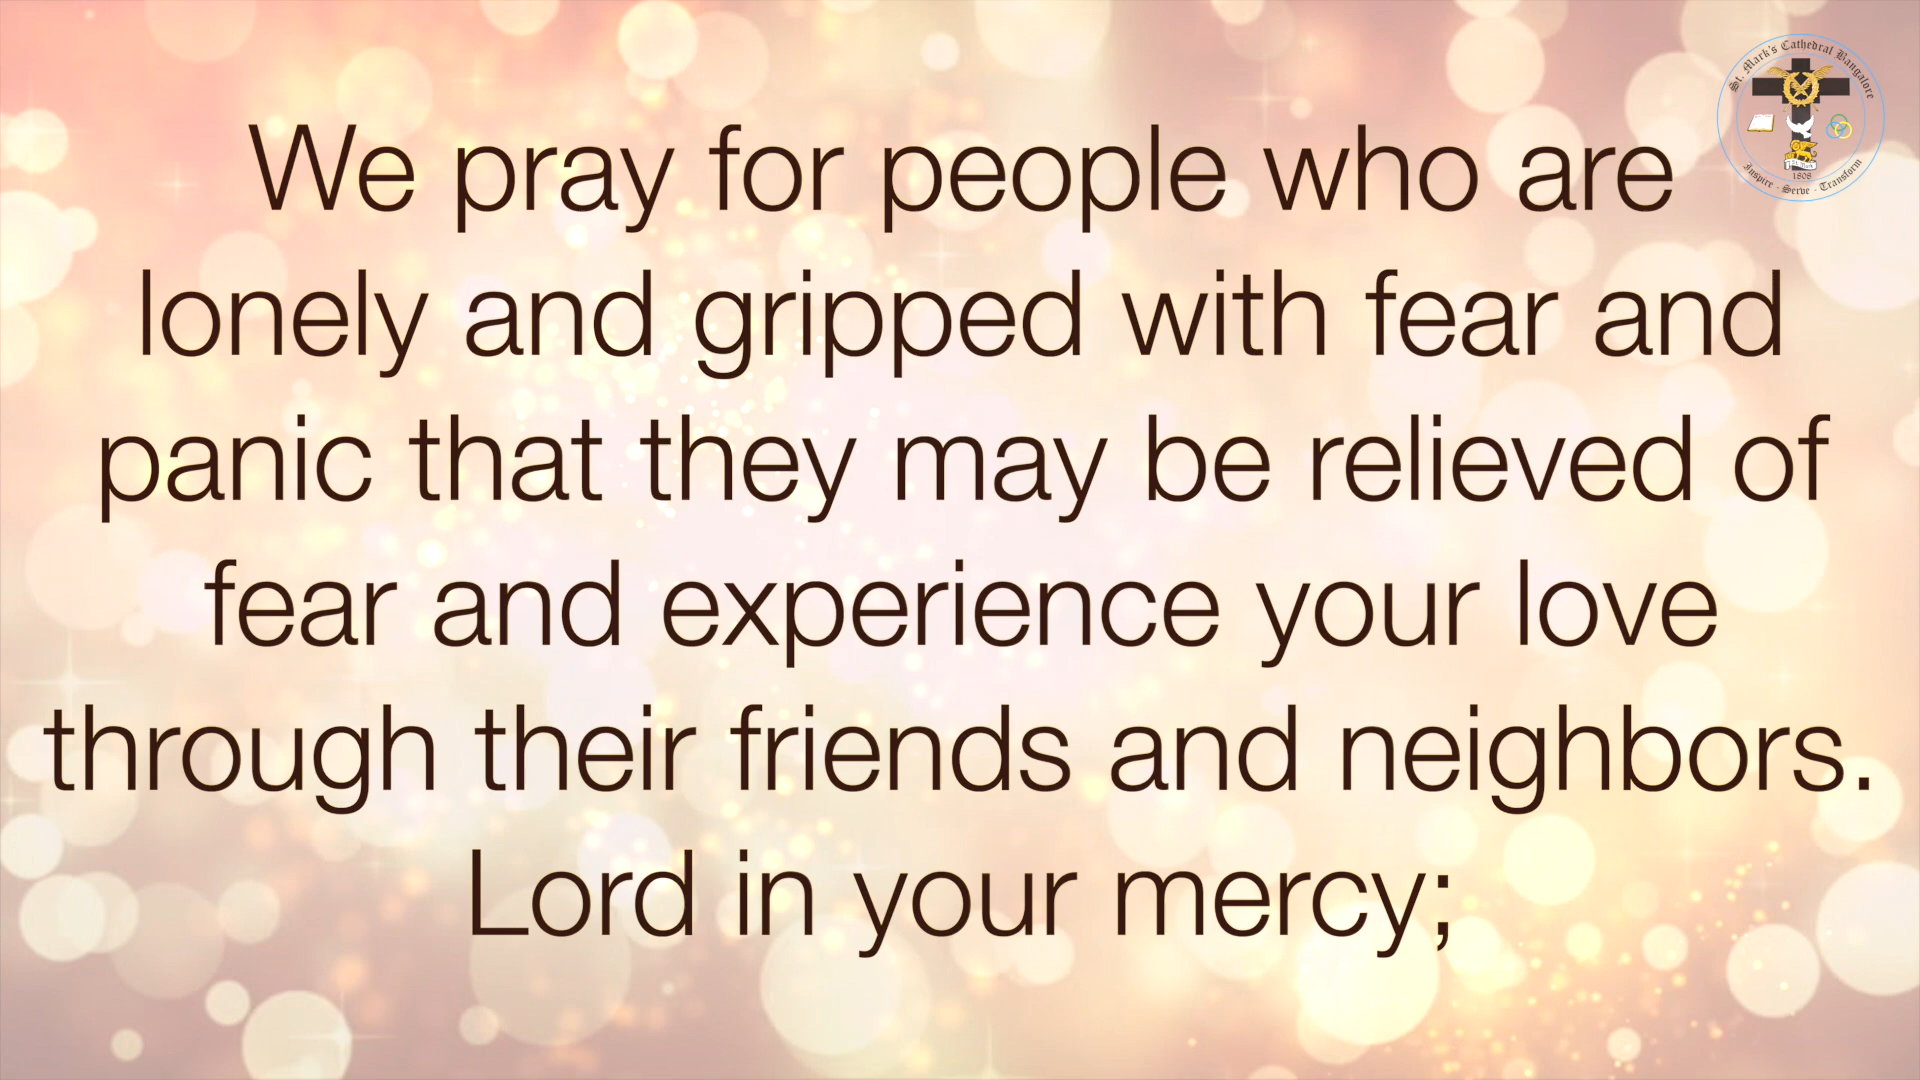 St. Mark's Cathedral Bangalore
1808
Inspire - Serve - Transform
We pray for people who are
lonely and gripped with fear and
panic that they may be relieved of
fear and experience your love
through their friends and neighbors.
Lord in your mercy;